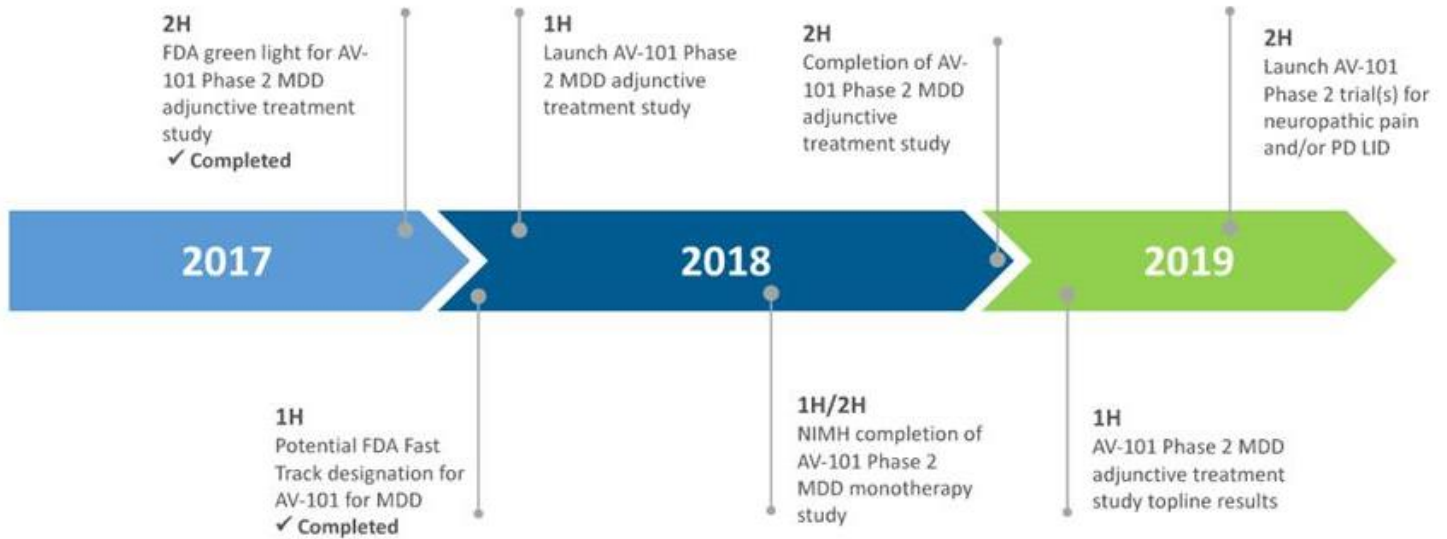 2H
FDA green light for AV-
101 Phase 2 MDD
adjunctive treatment
study
✓ Completed
1H
Launch AV-101 Phase
2 MDD adjunctive
treatment study
2H
Completion of AV-
101 Phase 2 MDD
adjunctive
treatment study
2H
Launch AV-101
Phase 2 trial(s) for
neuropathic pain
and/or PD LID
2017
2018
2019
1H
Potential FDA Fast
Track designation for
AV-101 for MDD
✓ Completed
1H/2H
NIMH completion of
AV-101 Phase 2
MDD monotherapy
study
1H
AV-101 Phase 2 MDD
adjunctive treatment
study topline results